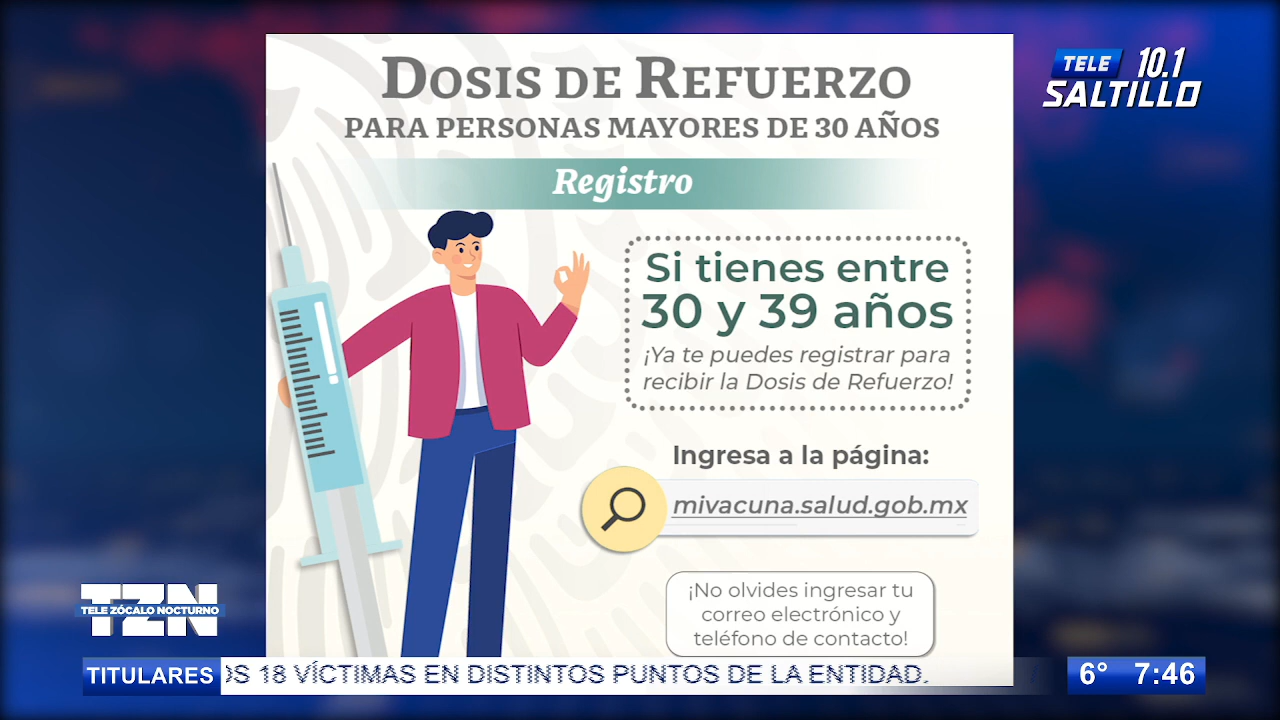 DOSIS DE REFUERZO
PARA PERSONAS MAYORES DE 30 AÑOS
Registro
Si tienes entre
30 y 39 años
¡Ya te puedes registrar para
recibir la Dosis de Refuerzo!
Ingresa a la página:
mivacuna.salud.gob.mx
¡No olvides ingresar tu
correo electrónico y
teléfono de contacto!
TELE 10.1
SALTILLO
TZN
TELE ZÓCALO NOCTURNO
TITULARES
18 VÍCTIMAS EN DISTINTOS PUNTOS DE LA ENTIDAD.
6° 7:46